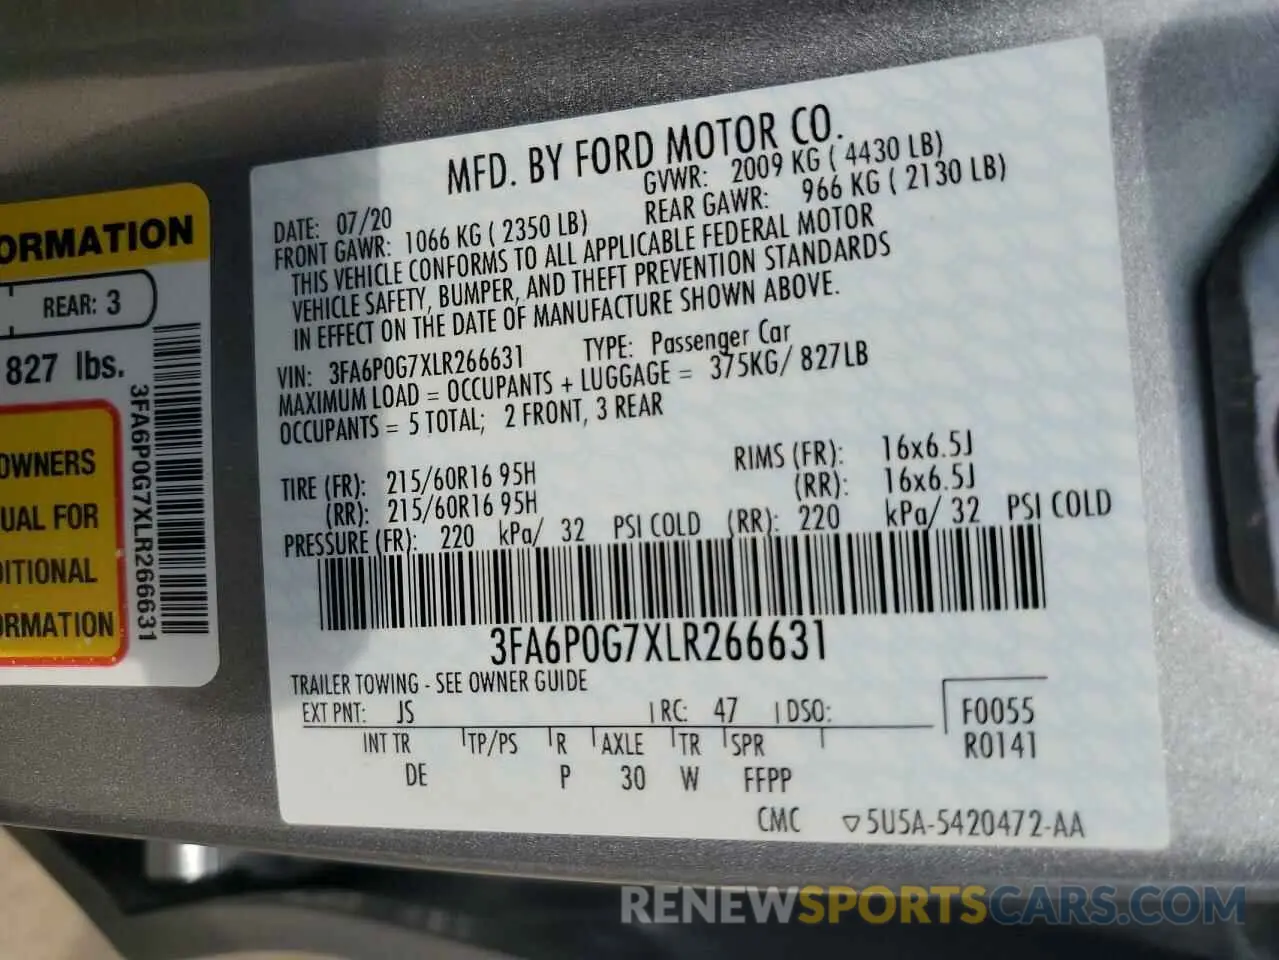 MFD. BY FORD MOTOR CO.
DATE: 07/20 GVWR: 2009 KG ( 4430 LB)
FRONT GAWR: 1066 KG ( 2350 LB) REAR GAWR: 966 KG ( 2130 LB)
THIS VEHICLE CONFORMS TO ALL APPLICABLE FEDERAL MOTOR
VEHICLE SAFETY, BUMPER, AND THEFT PREVENTION STANDARDS
IN EFFECT ON THE DATE OF MANUFACTURE SHOWN ABOVE.
VIN: 3FA6P0G7XLR266631 TYPE: Passenger Car
MAXIMUM LOAD = OCCUPANTS + LUGGAGE = 375KG/ 827LB
OCCUPANTS = 5 TOTAL; 2 FRONT, 3 REAR
TIRE (FR): 215/60R16 95H RIMS (FR): 16x6.5J
(RR): 215/60R16 95H (RR): 16x6.5J
PRESSURE (FR): 220 kPa/ 32 PSI COLD (RR): 220 kPa/ 32 PSI COLD
3FA6P0G7XLR266631
TRAILER TOWING - SEE OWNER GUIDE
EXT PNT: JS RC: 47 DSO: F0055
INT TR TP/PS R AXLE TR SPR R0141
DE P 30 W FFPP
CMC ▽5U5A-5420472-AA
ORMATION
REAR: 3
827 lbs.
3FA6P0G7XLR266631
OWNERS
UAL FOR
DITIONAL
ORMATION
RENEWSPORTSCARS.COM